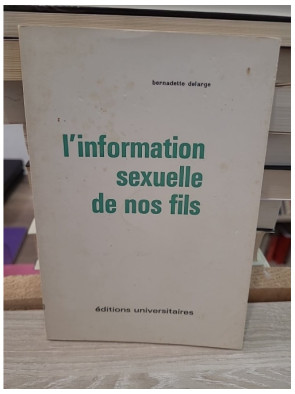 bernadette delarge
l'information
sexuelle
de nos fils
éditions universitaires